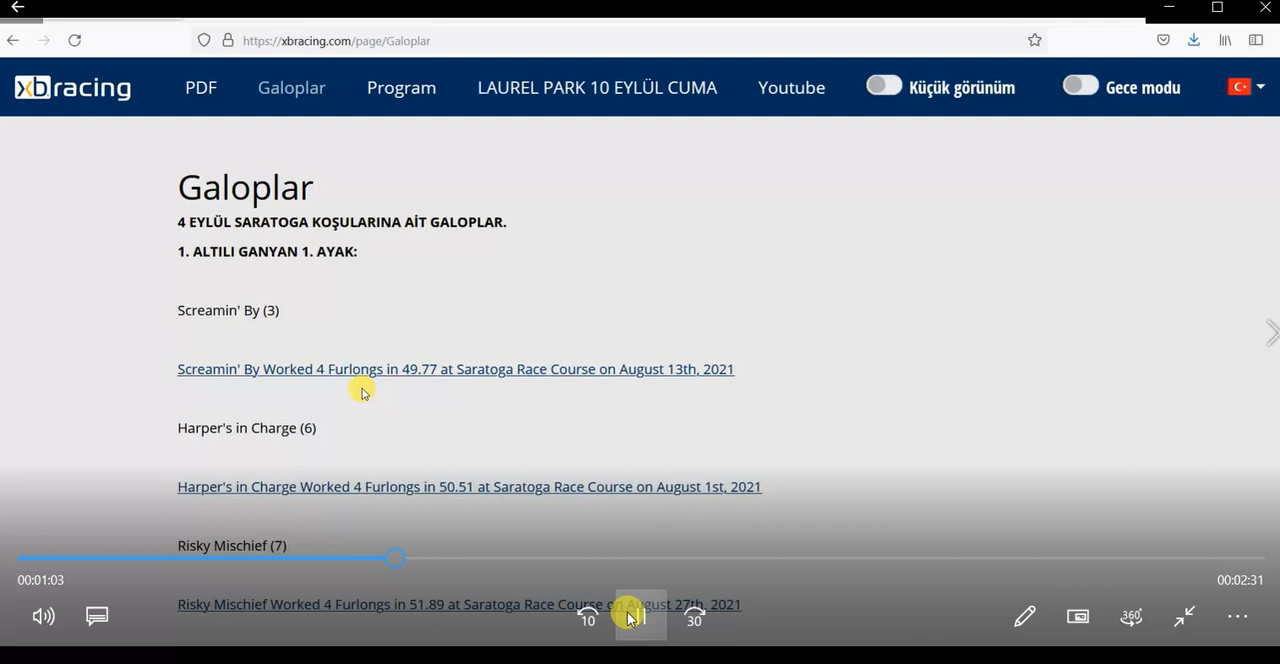 https://xbracing.com/page/Galoplar
xbracing PDF Galoplar Program LAUREL PARK 10 EYLÜL CUMA Youtube Küçük görünüm Gece modu
Galoplar
4 EYLÜL SARATOGA KOŞULARINA AİT GALOPLAR.
1. ALTILI GANYAN 1. AYAK:
Screamin' By (3)
Screamin' By Worked 4 Furlongs in 49.77 at Saratoga Race Course on August 13th, 2021
Harper's in Charge (6)
Harper's in Charge Worked 4 Furlongs in 50.51 at Saratoga Race Course on August 1st, 2021
Risky Mischief (7)
00:01:03 00:02:31
Risky Mischief Worked 4 Furlongs in 51.89 at Saratoga Race Course on August 27th, 2021
10 30 360